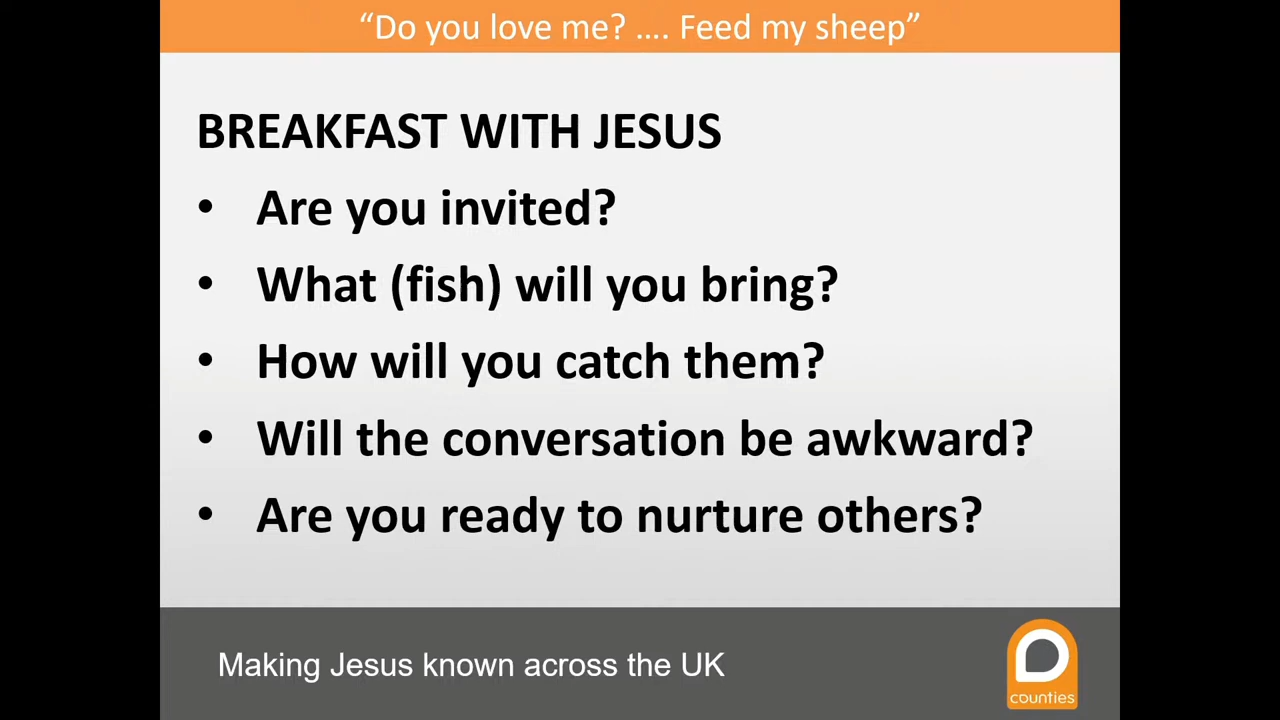 “Do you love me? …. Feed my sheep”
BREAKFAST WITH JESUS
• Are you invited?
• What (fish) will you bring?
• How will you catch them?
• Will the conversation be awkward?
• Are you ready to nurture others?
Making Jesus known across the UK
counties